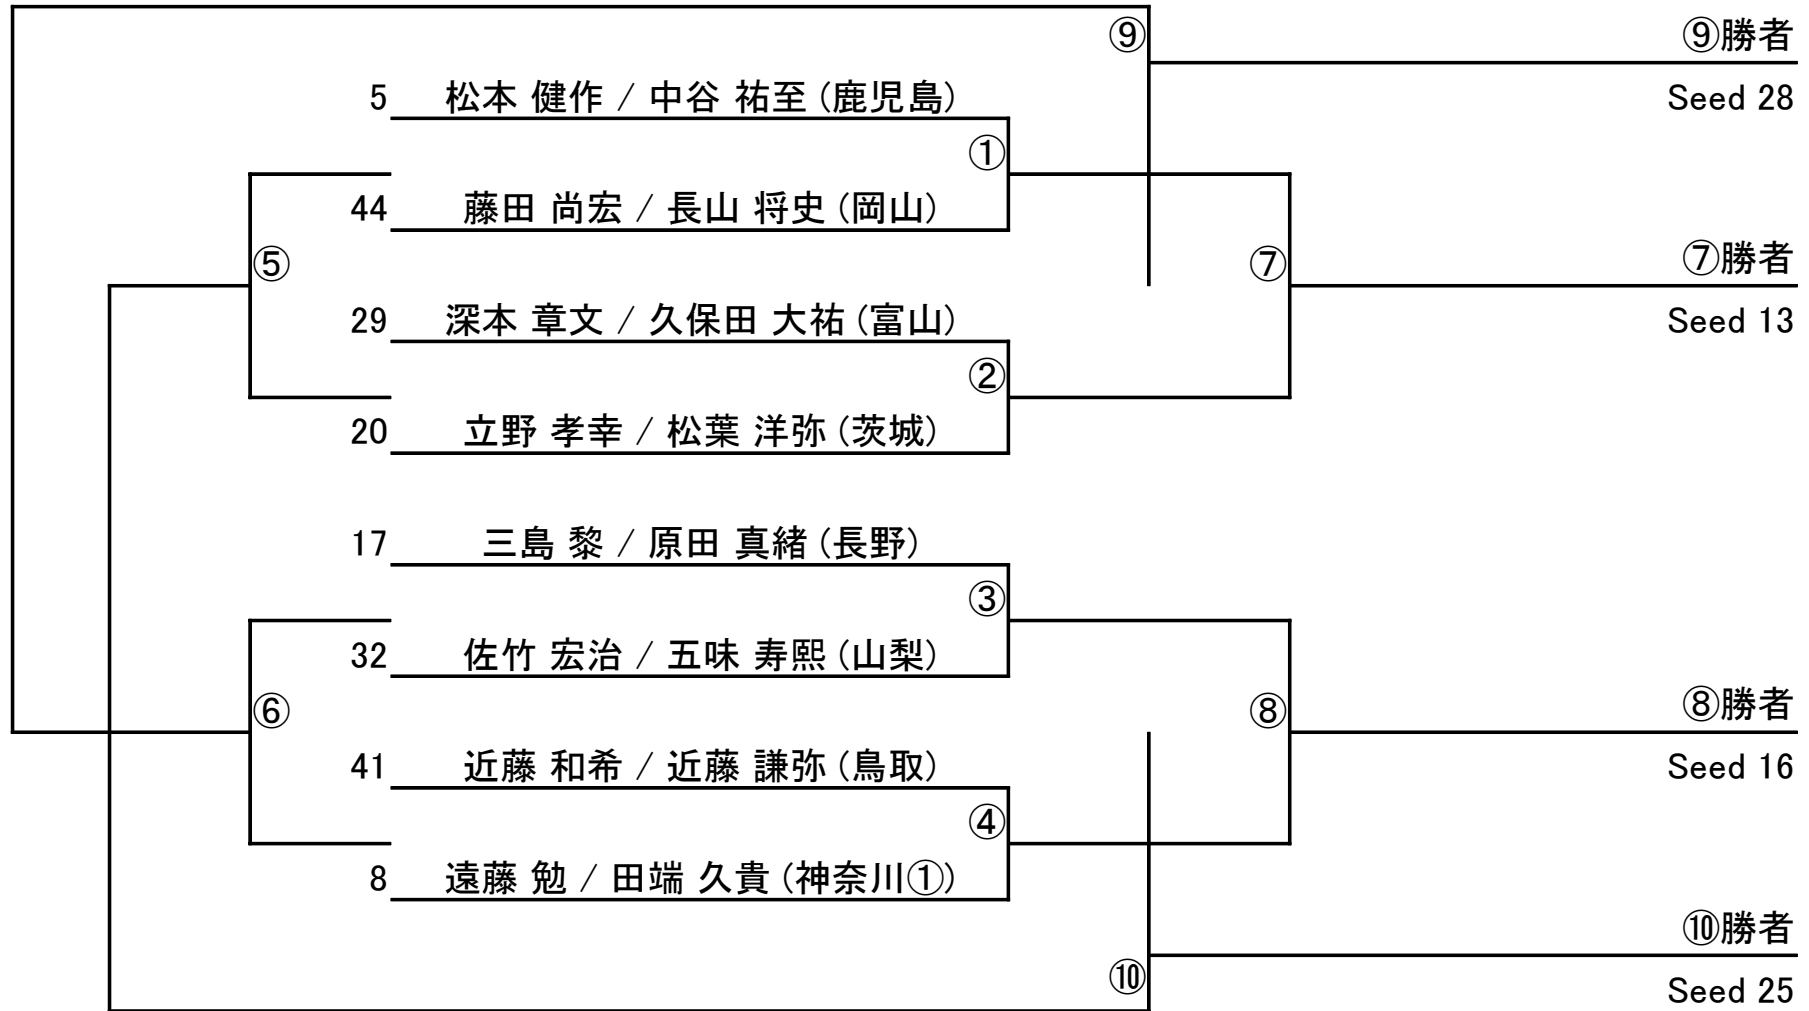 ⑨
⑨勝者
5 松本 健作 / 中谷 祐至 (鹿児島)
Seed 28
①
44 藤田 尚宏 / 長山 将史 (岡山)
⑤
⑦
⑦勝者
29 深本 章文 / 久保田 大祐 (富山)
Seed 13
②
20 立野 孝幸 / 松葉 洋弥 (茨城)
17 三島 黎 / 原田 真緒 (長野)
③
32 佐竹 宏治 / 五味 寿熙 (山梨)
⑥
⑧
⑧勝者
41 近藤 和希 / 近藤 謙弥 (鳥取)
Seed 16
④
8 遠藤 勉 / 田端 久貴 (神奈川①)
⑩勝者
⑩
Seed 25